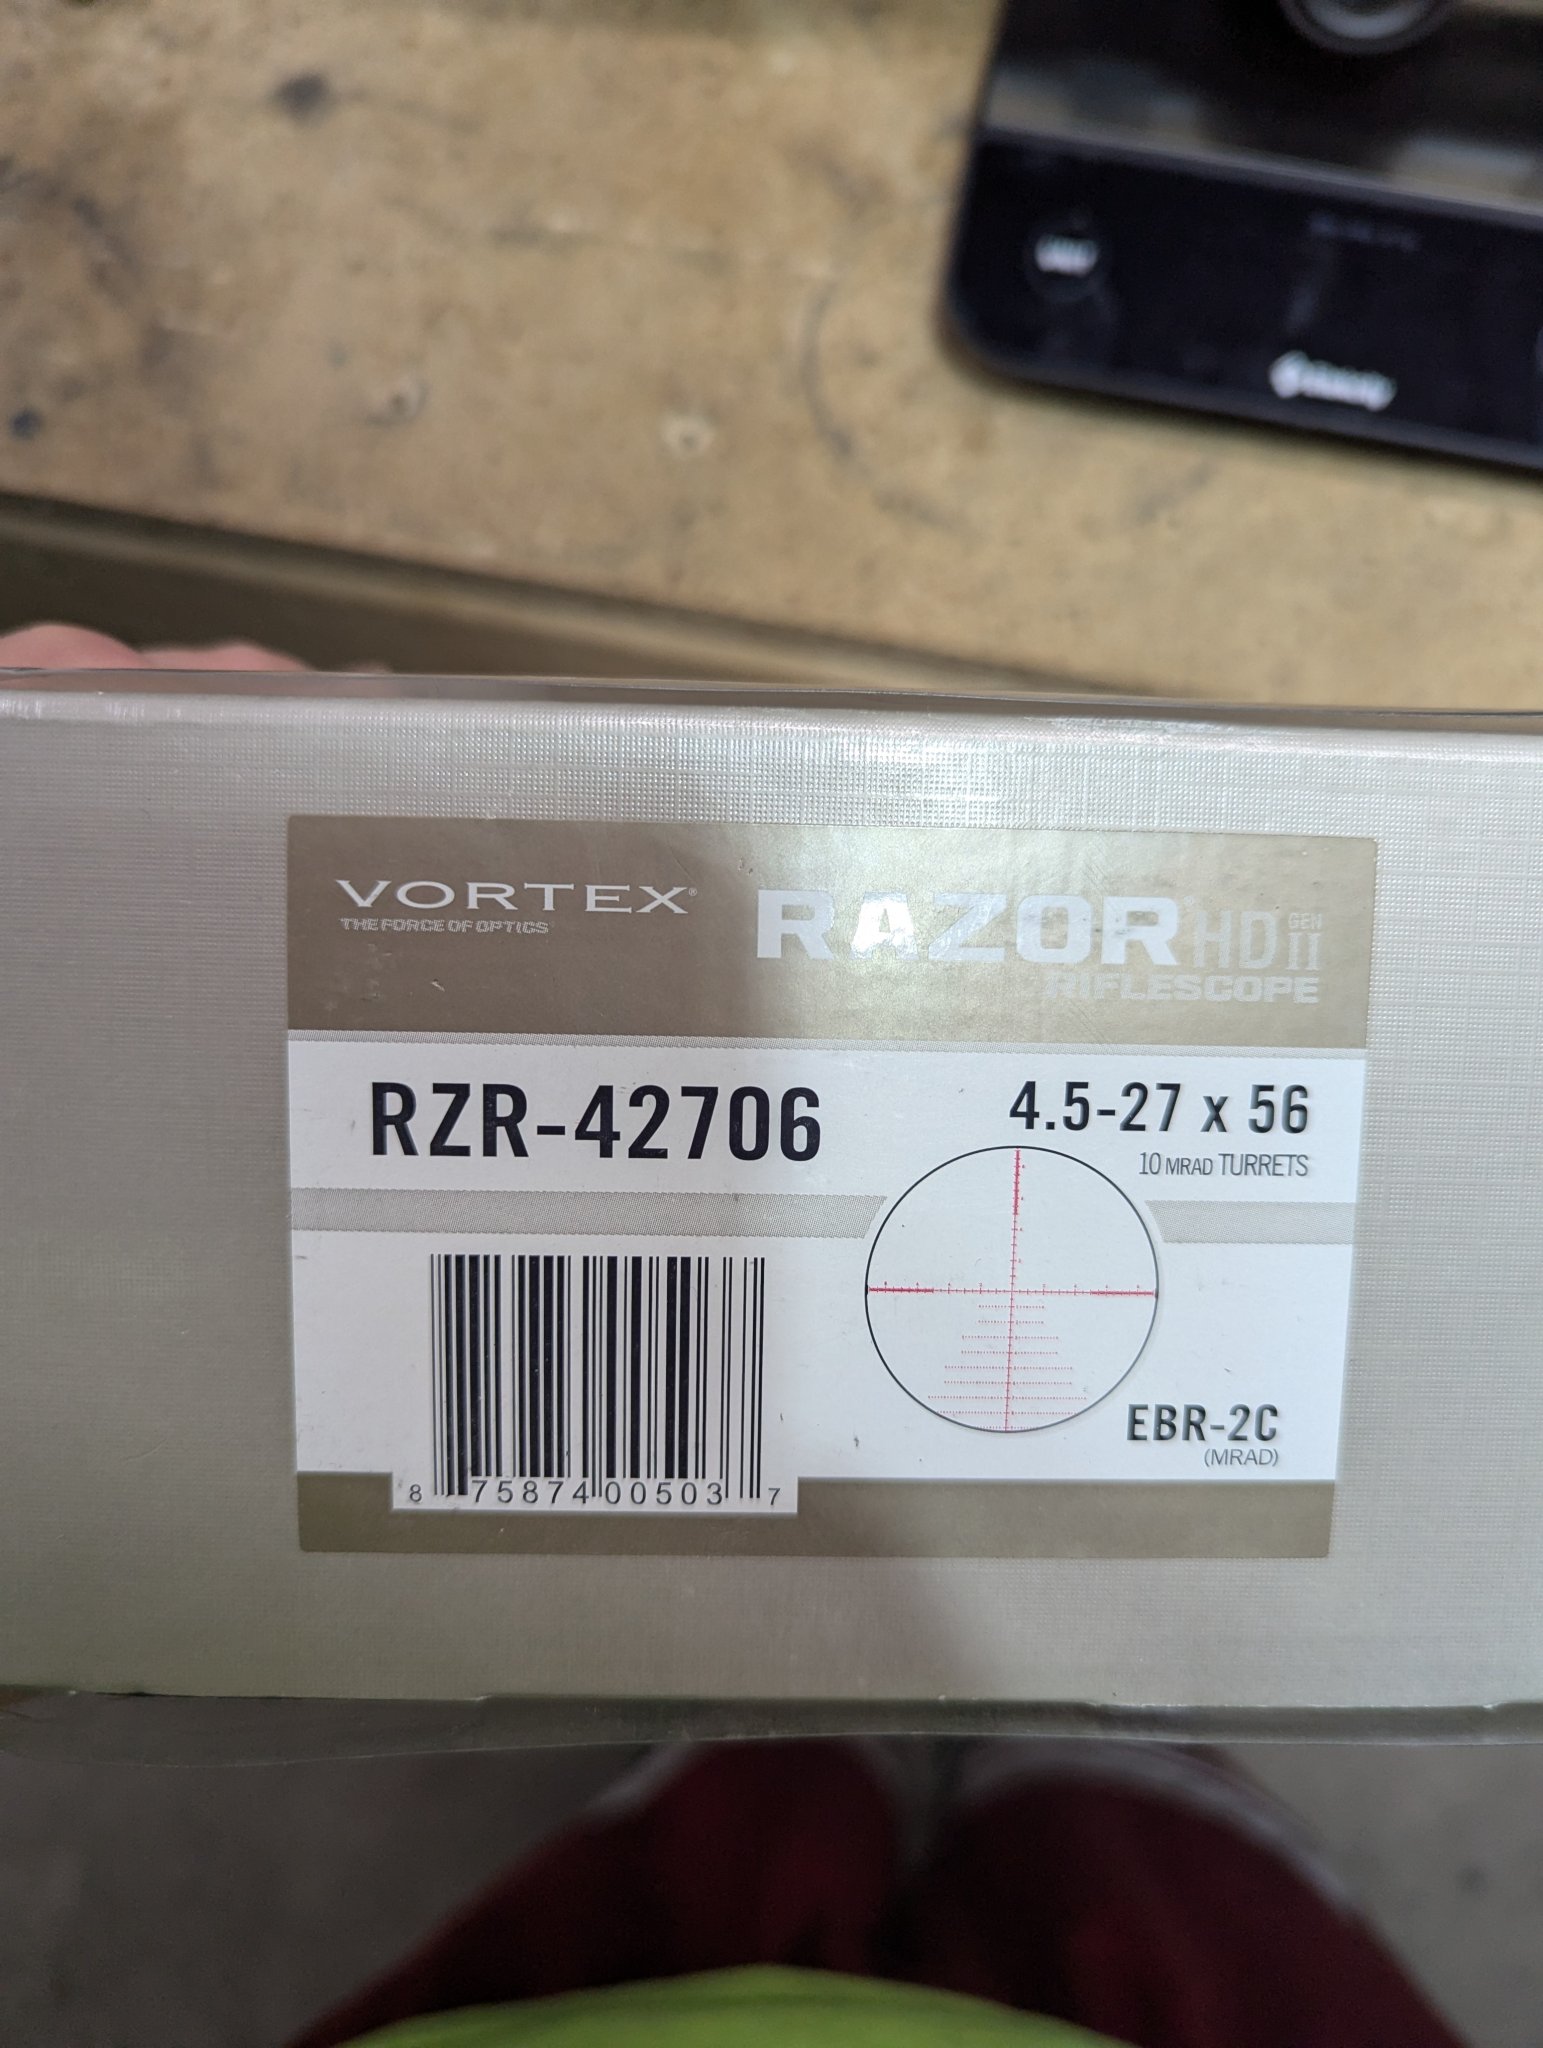 VORTEX®
THE FORCE OF OPTICS
RAZOR HD GEN II
RIFLESCOPE
RZR-42706
4.5-27 x 56
10 MRAD TURRETS
EBR-2C
(MRAD)
8 75874 00503 7